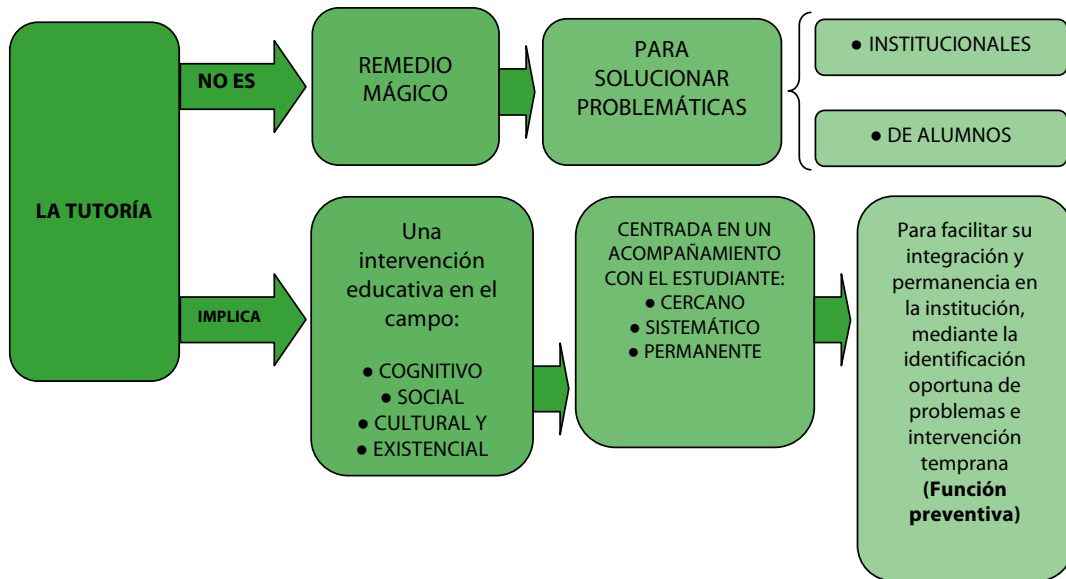 LA TUTORÍA
NO ES
REMEDIO
MÁGICO
PARA
SOLUCIONAR
PROBLEMÁTICAS
● INSTITUCIONALES
● DE ALUMNOS
IMPLICA
Una
intervención
educativa en el
campo:
● COGNITIVO
● SOCIAL
● CULTURAL Y
● EXISTENCIAL
CENTRADA EN UN
ACOMPAÑAMIENTO
CON EL ESTUDIANTE:
● CERCANO
● SISTEMÁTICO
● PERMANENTE
Para facilitar su
integración y
permanencia en
la institución,
mediante la
identificación
oportuna de
problemas e
intervención
temprana
(Función
preventiva)